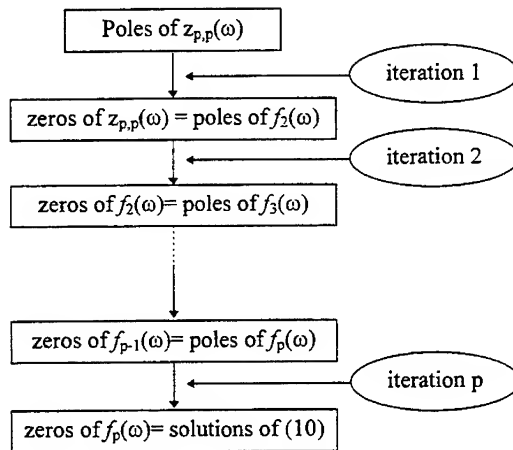 Poles of z_{p,p}(ω)
iteration 1
zeros of z_{p,p}(ω) = poles of f_2(ω)
iteration 2
zeros of f_2(ω)= poles of f_3(ω)
zeros of f_{p-1}(ω)= poles of f_p(ω)
iteration p
zeros of f_p(ω)= solutions of (10)